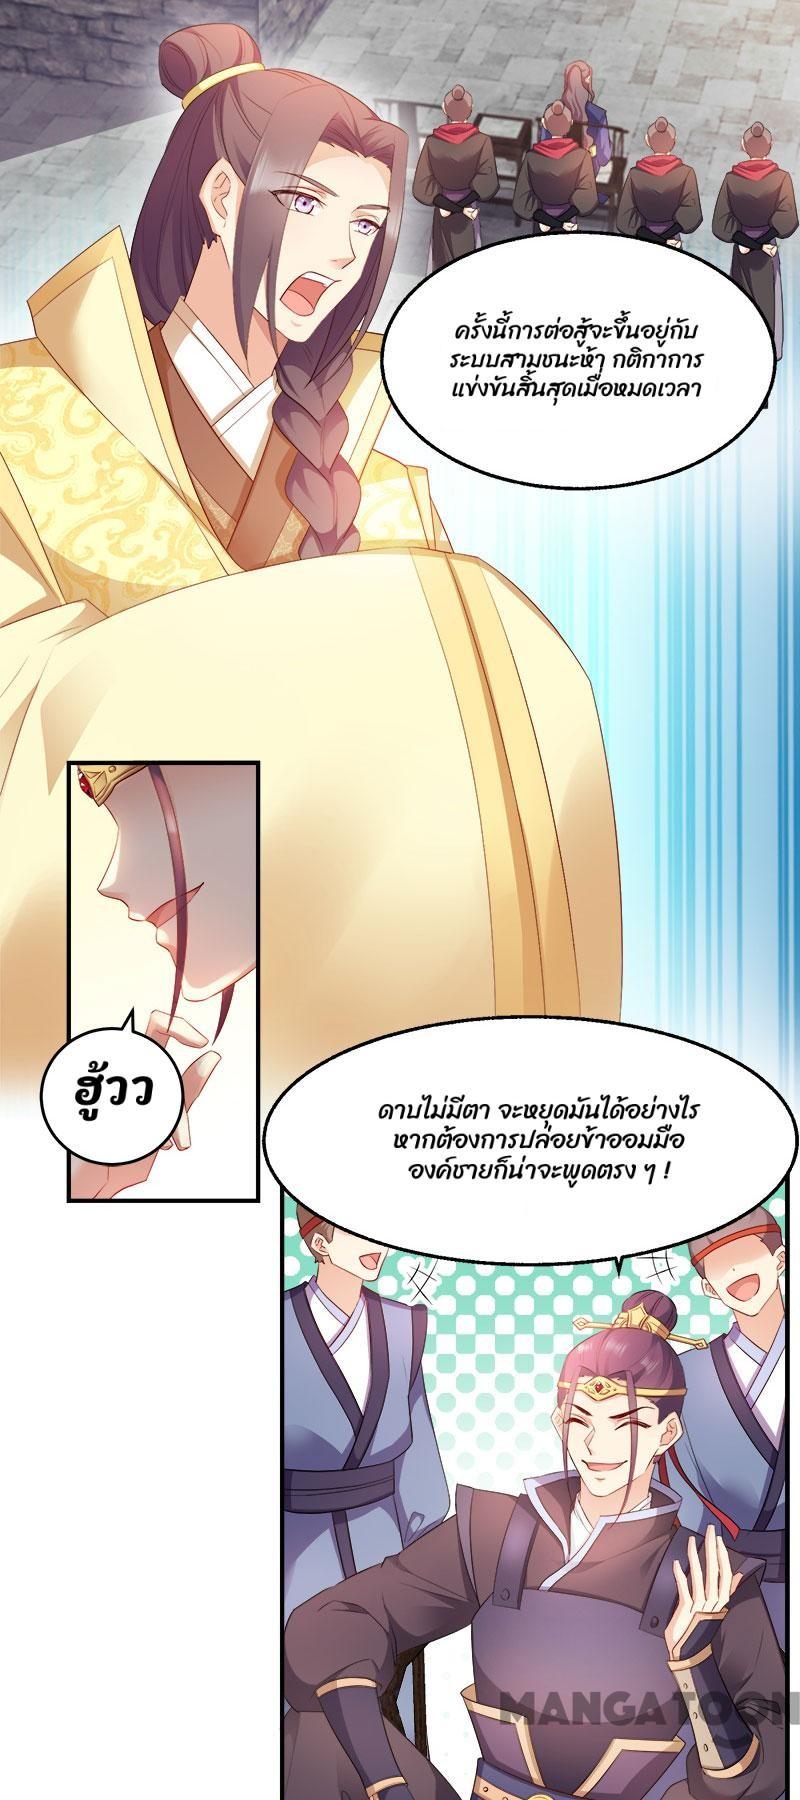 ครั้งนี้การต่อสู้จะขึ้นอยู่กับ
ระบบสามชนะห้า กติกาการ
แข่งขันสิ้นสุดเมื่อหมดเวลา
ฮู้วว
ดาบไม่มีตา จะหยุดมันได้อย่างไร
หากต้องการปล่อยข้าออมมือ
องค์ชายก็น่าจะพูดตรง ๆ !
MANGATOON